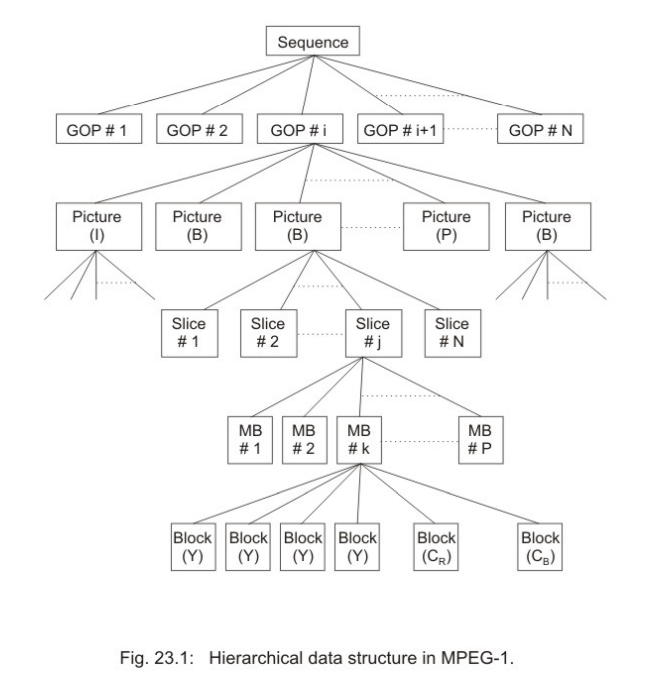 Sequence
GOP # 1 GOP # 2 GOP # i GOP # i+1 GOP # N
Picture (I) Picture (B) Picture (B) Picture (P) Picture (B)
Slice # 1 Slice # 2 Slice # j Slice # N
MB # 1 MB # 2 MB # k MB # P
Block (Y) Block (Y) Block (Y) Block (Y) Block (CR) Block (CB)
Fig. 23.1: Hierarchical data structure in MPEG-1.